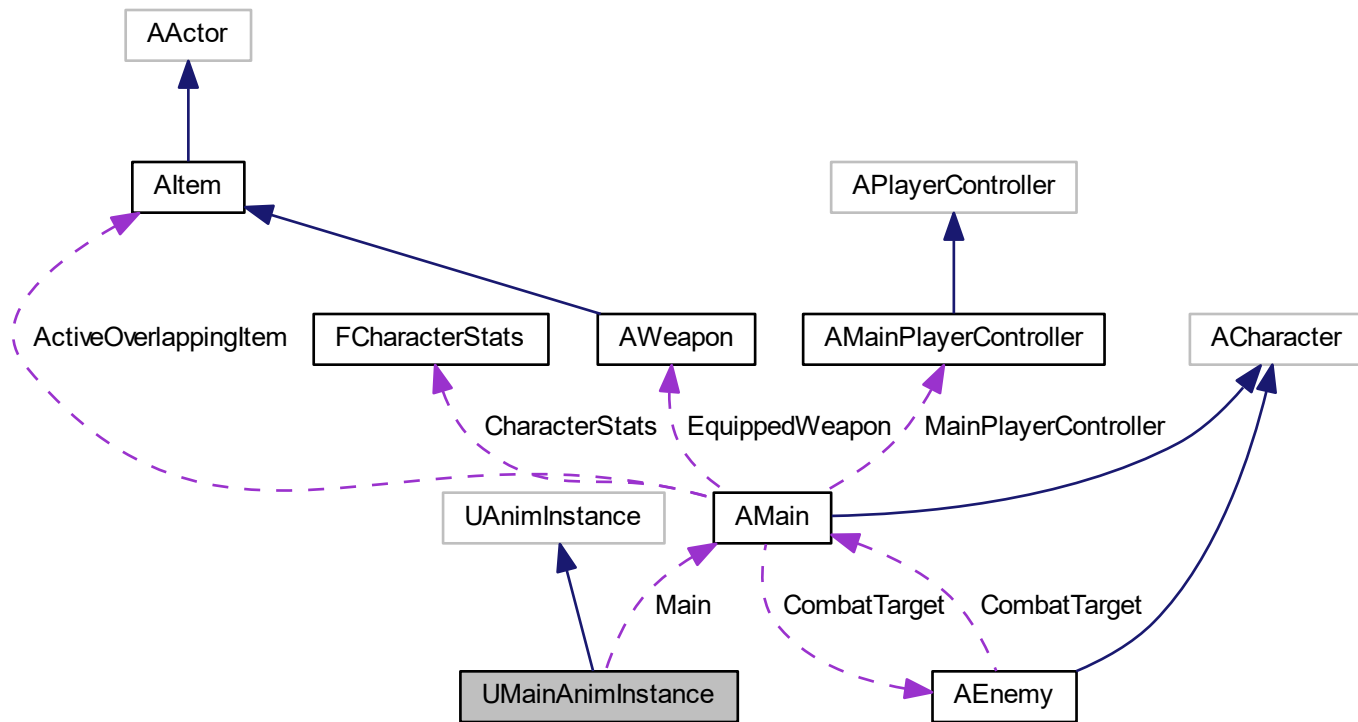 AActor
AItem
APlayerController
ActiveOverlappingItem
FCharacterStats
AWeapon
AMainPlayerController
ACharacter
CharacterStats
EquippedWeapon
MainPlayerController
UAnimInstance
AMain
Main
CombatTarget
CombatTarget
UMainAnimInstance
AEnemy